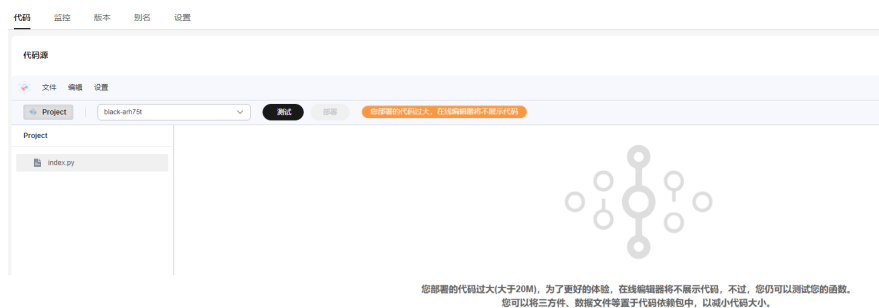 代码 监控 版本 别名 设置
代码源
文件 编辑 设置
Project black-arh75t 测试 部署 您部署的代码过大，在线编辑器将不展示代码
Project
index.py
您部署的代码过大(大于20M)，为了更好的体验，在线编辑器将不展示代码，不过，您仍可以测试您的函数。
您可以将三方件、数据文件等置于代码依赖包中，以减小代码大小。